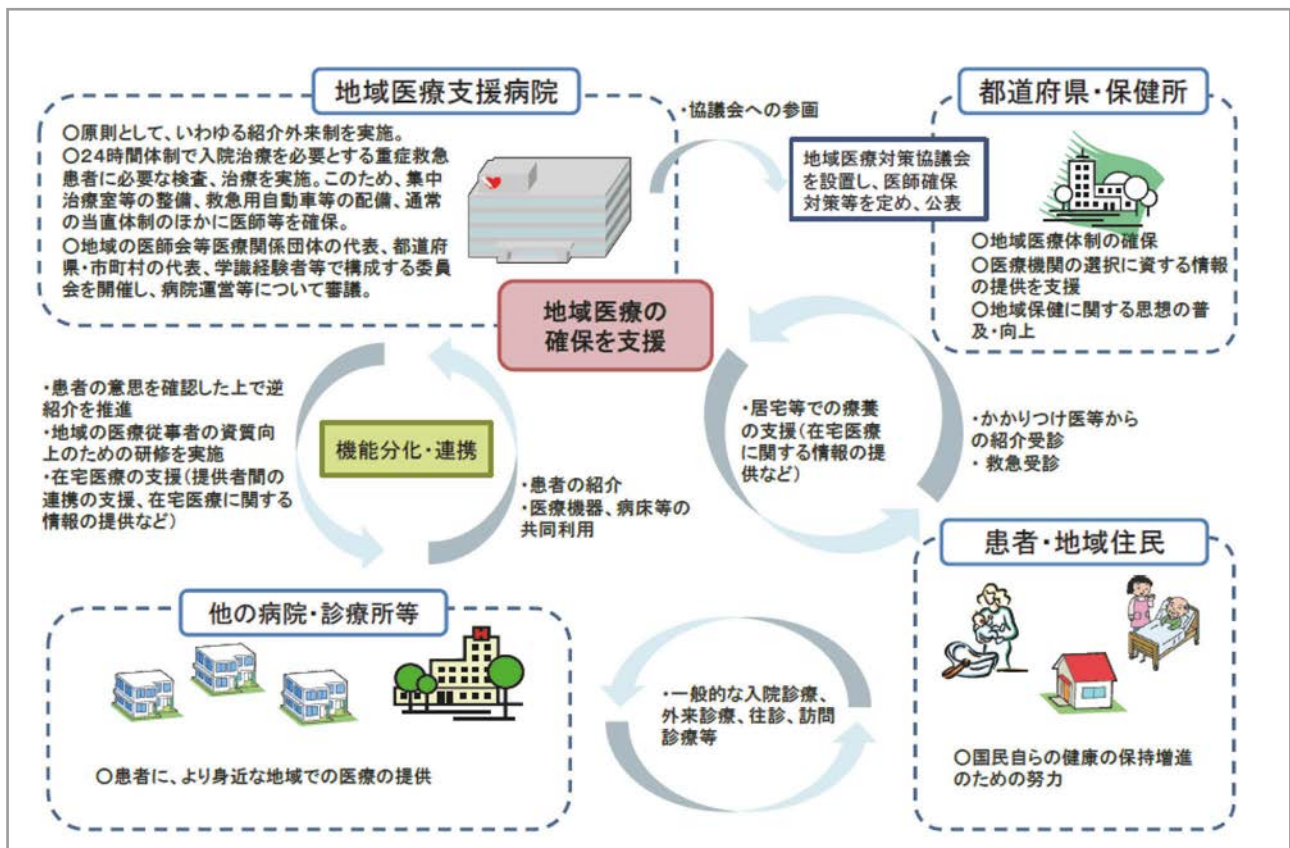 地域医療支援病院
〇原則として、いわゆる紹介外来制を実施。
〇24時間体制で入院治療を必要とする重症救急
患者に必要な検査、治療を実施。このため、集中
治療室等の整備、救急用自動車等の配備、通常
の当直体制のほかに医師等を確保。
〇地域の医師会等医療関係団体の代表、都道府
県・市町村の代表、学識経験者等で構成する委員
会を開催し、病院運営等について審議。
・協議会への参画
都道府県・保健所
地域医療対策協議会
を設置し、医師確保
対策等を定め、公表
〇地域医療体制の確保
〇医療機関の選択に資する情報
の提供を支援
〇地域保健に関する思想の普
及・向上
地域医療の
確保を支援
・患者の意思を確認した上で逆
紹介を推進
・地域の医療従事者の資質向
上のための研修を実施
・在宅医療の支援(提供者間の
連携の支援、在宅医療に関する
情報の提供など)
機能分化・連携
・患者の紹介
・医療機器、病床等の
共同利用
・居宅等での療養
の支援(在宅医療
に関する情報の提
供など)
・かかりつけ医等から
の紹介受診
・救急受診
他の病院・診療所等
H
〇患者に、より身近な地域での医療の提供
・一般的な入院診療、
外来診療、往診、訪問
診療等
患者・地域住民
〇国民自らの健康の保持増進
のための努力